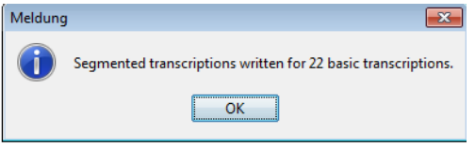 Meldung
Segmented transcriptions written for 22 basic transcriptions.
OK